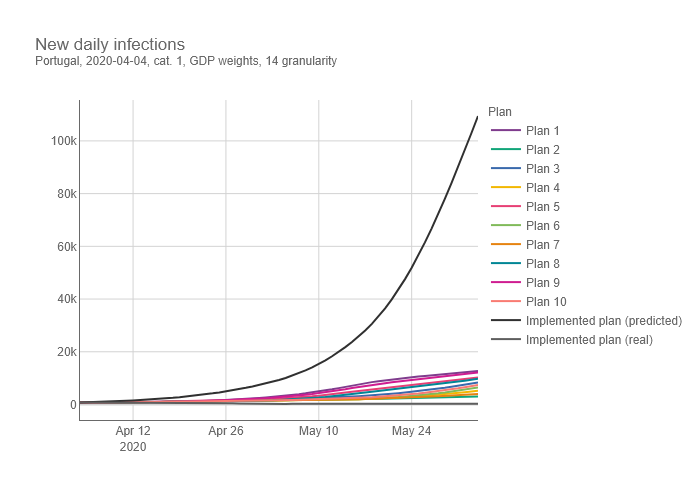 New daily infections
Portugal, 2020-04-04, cat. 1, GDP weights, 14 granularity
Plan
Plan 1
Plan 2
Plan 3
Plan 4
Plan 5
Plan 6
Plan 7
Plan 8
Plan 9
Plan 10
Implemented plan (predicted)
Implemented plan (real)
100k
80k
60k
40k
20k
0
Apr 12 Apr 26 May 10 May 24
2020